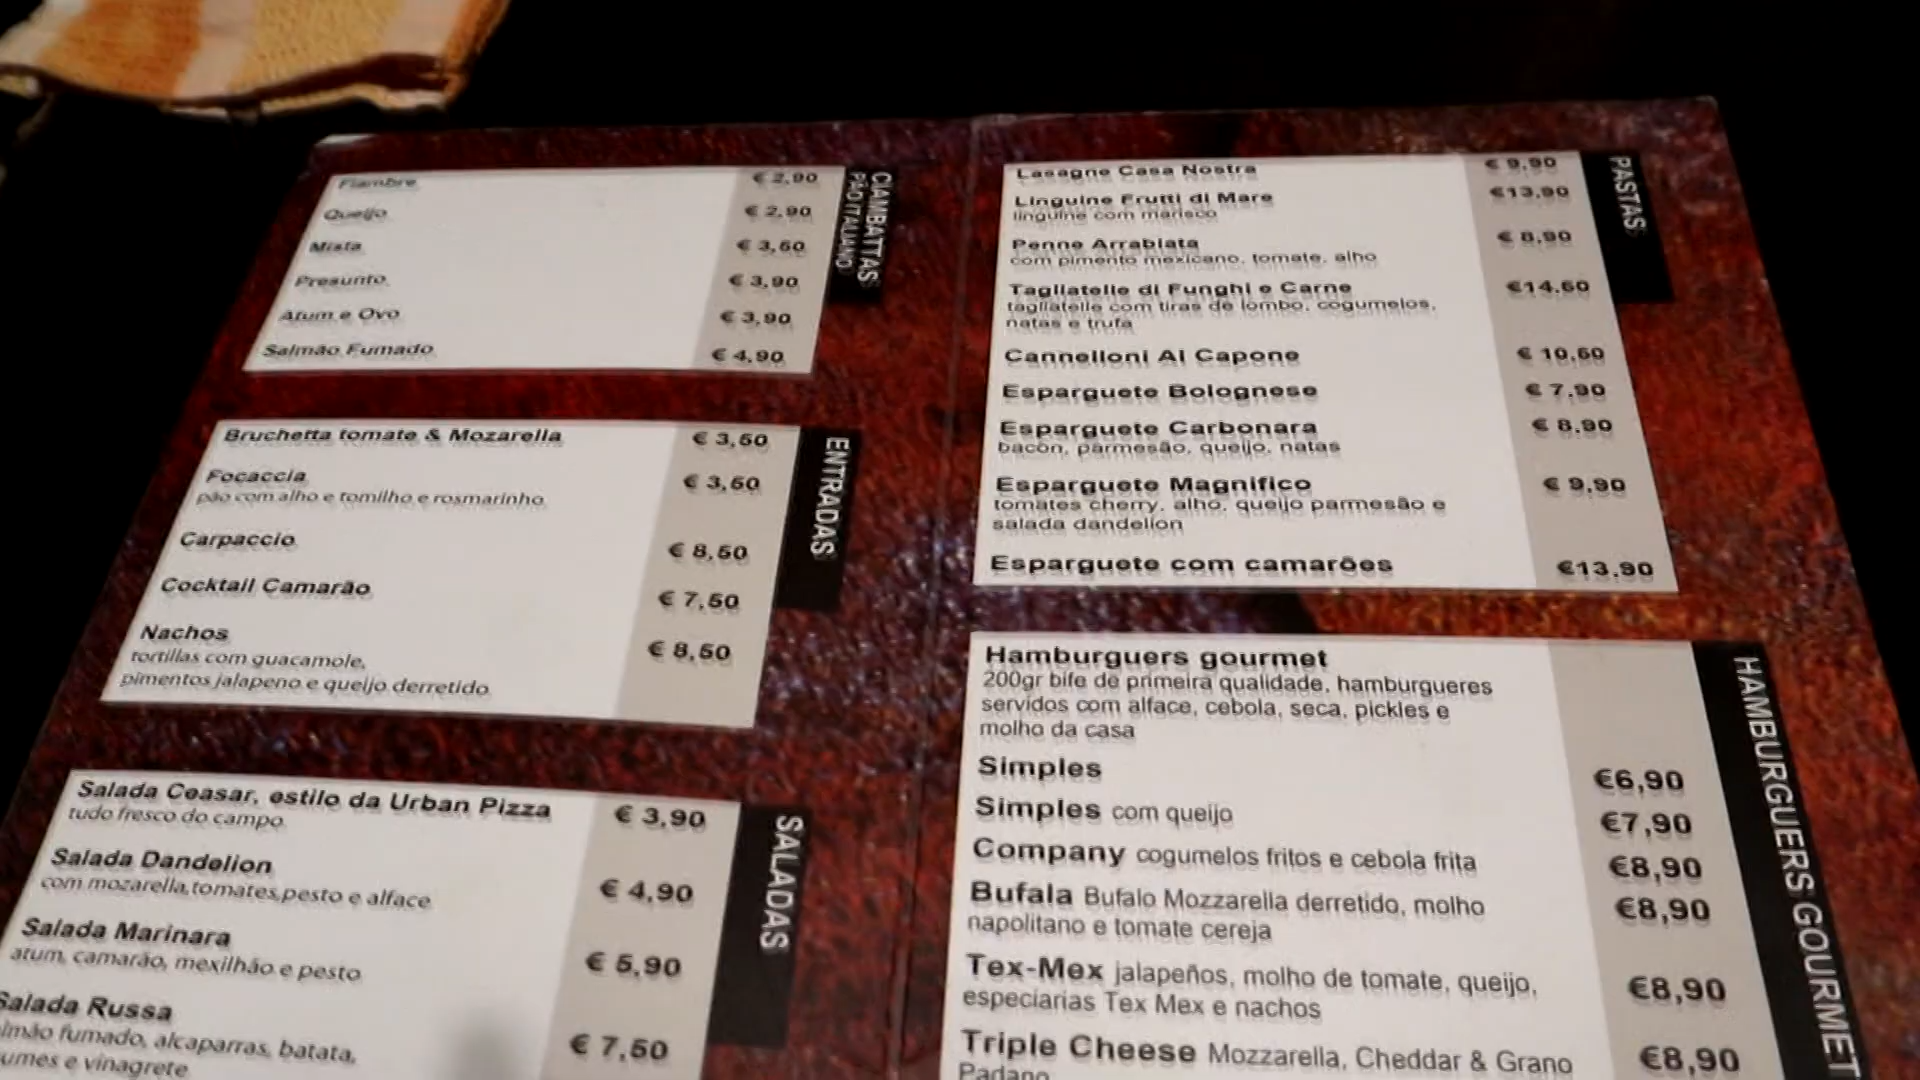 CIAMBATTAS
PÃO ITALIANO
Fiambre € 2,90
Queijo € 2,90
Mista € 3,50
Presunto € 3,90
Atum e Ovo € 3,90
Salmão Fumado € 4,90
ENTRADAS
Bruchetta tomate & Mozarella € 3,50
Focaccia € 3,50
pão com alho e tomilho e rosmarinho
Carpaccio € 8,50
Cocktail Camarão € 7,50
Nachos € 8,50
tortillas com guacamole,
pimentos jalapeno e queijo derretido
SALADAS
Salada Ceasar, estilo da Urban Pizza € 3,90
tudo fresco do campo
Salada Dandelion € 4,90
com mozarella,tomates,pesto e alface
Salada Marinara € 5,90
atum, camarão, mexilhão e pesto
Salada Russa € 7,50
lmão fumado, alcaparras, batata,
umes e vinagrete
PASTAS
Lasagne Casa Nostra € 9,90
Linguine Frutti di Mare €13,90
linguine com marisco
Penne Arrabiata € 8,90
com pimento mexicano, tomate, alho
Tagliatelle di Funghi e Carne €14,50
tagliatelle com tiras de lombo, cogumelos,
natas e trufa
Cannelloni Al Capone € 10,50
Esparguete Bolognese € 7,90
Esparguete Carbonara € 8,90
bacon, parmesão, queijo, natas
Esparguete Magnifico € 9,90
tomates cherry, alho, queijo parmesão e
salada dandelion
Esparguete com camarões €13,90
HAMBURGUERS GOURMET
Hamburguers gourmet
200gr bife de primeira qualidade, hamburgueres
servidos com alface, cebola, seca, pickles e
molho da casa
Simples €6,90
Simples com queijo €7,90
Company cogumelos fritos e cebola frita €8,90
Bufala Bufalo Mozzarella derretido, molho €8,90
napolitano e tomate cereja
Tex-Mex jalapeños, molho de tomate, queijo, €8,90
especiarias Tex Mex e nachos
Triple Cheese Mozzarella, Cheddar & Grano €8,90
Padano